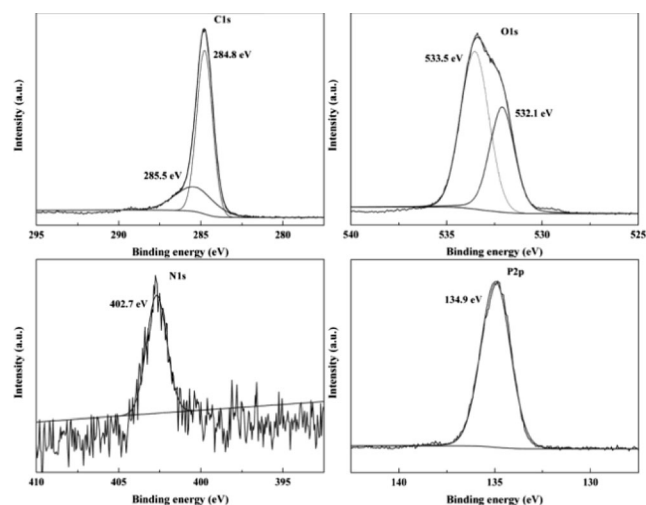 C1s
284.8 eV
285.5 eV
Intensity (a.u.)
295 290 285 280
Binding energy (eV)
O1s
533.5 eV
532.1 eV
Intensity (a.u.)
540 535 530 525
Binding energy (eV)
N1s
402.7 eV
Intensity (a.u.)
410 405 400 395
Binding energy (eV)
P2p
134.9 eV
Intensity (a.u.)
140 135 130
Binding energy (eV)